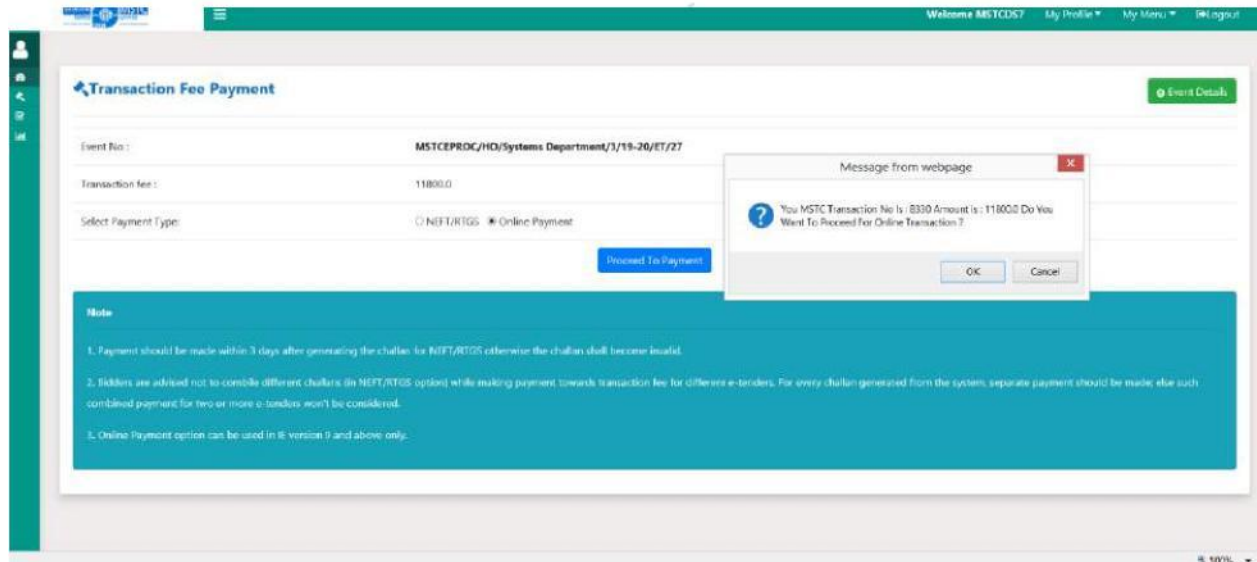 Welcome MSTCDS7 My Profile My Menu Logout
Transaction Fee Payment
Event Details
Event No :
MSTCEPROC/HO/Systems Department/3/19-20/ET/27
Transaction fee :
11800.0
Select Payment Type:
NEFT/RTGS Online Payment
Proceed To Payment
Message from webpage
You MSTC Transaction No Is : 8330 Amount is : 11800.0 Do You
Want To Proceed For Online Transaction ?
OK Cancel
Note
1. Payment should be made within 3 days after generating the challan for NEFT/RTGS otherwise the challan shall become invalid.
2. Bidders are advised not to combile different challans (in NEFT/RTGS option) while making payment towards transaction fee for different e-tenders. For every challan generated from the system, separate payment should be made; else such
combined payment for two or more e-tenders won't be considered.
3. Online Payment option can be used in IE version 9 and above only.
100%